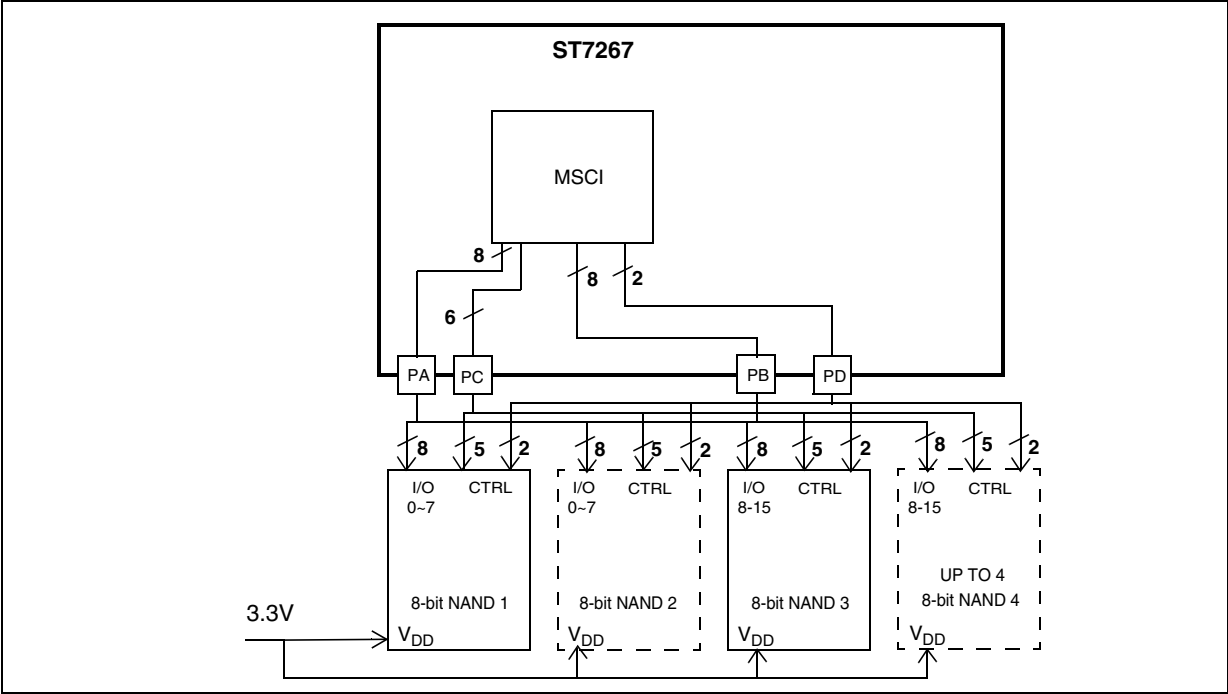 ST7267
MSCI
8
8
2
6
PA
PC
PB
PD
8
5
2
8
5
2
8
5
2
8
5
2
I/O
0~7
CTRL
I/O
0~7
CTRL
I/O
8-15
CTRL
I/O
8-15
CTRL
8-bit NAND 1
8-bit NAND 2
8-bit NAND 3
UP TO 4
8-bit NAND 4
3.3V
VDD
VDD
VDD
VDD